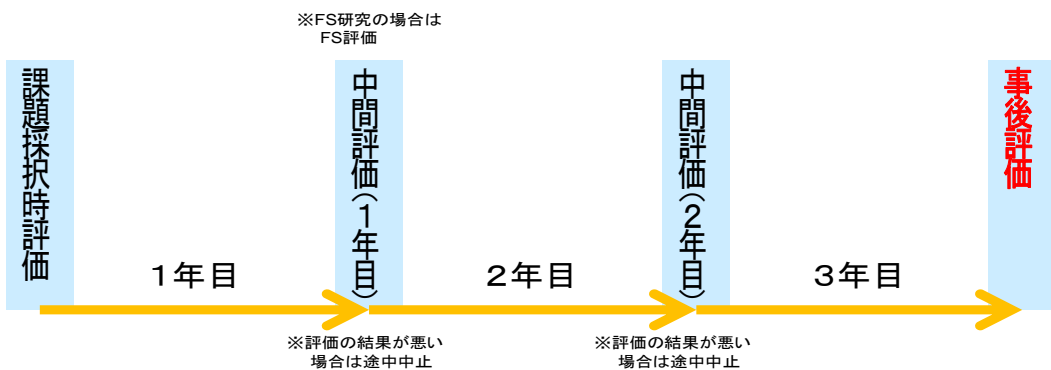 ※FS研究の場合は
FS評価
課題採択時評価
中間評価(1年目)
中間評価(2年目)
事後評価
1年目
2年目
3年目
※評価の結果が悪い
場合は途中中止
※評価の結果が悪い
場合は途中中止